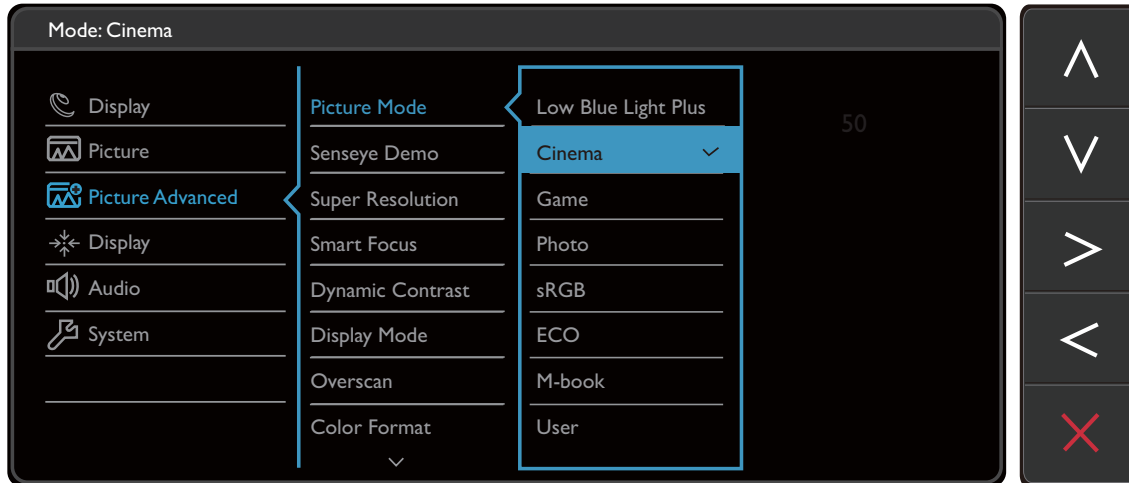 Mode: Cinema
Display
Picture
Picture Advanced
Display
Audio
System
Picture Mode
Senseye Demo
Super Resolution
Smart Focus
Dynamic Contrast
Display Mode
Overscan
Color Format
Low Blue Light Plus
Cinema
Game
Photo
sRGB
ECO
M-book
User
50